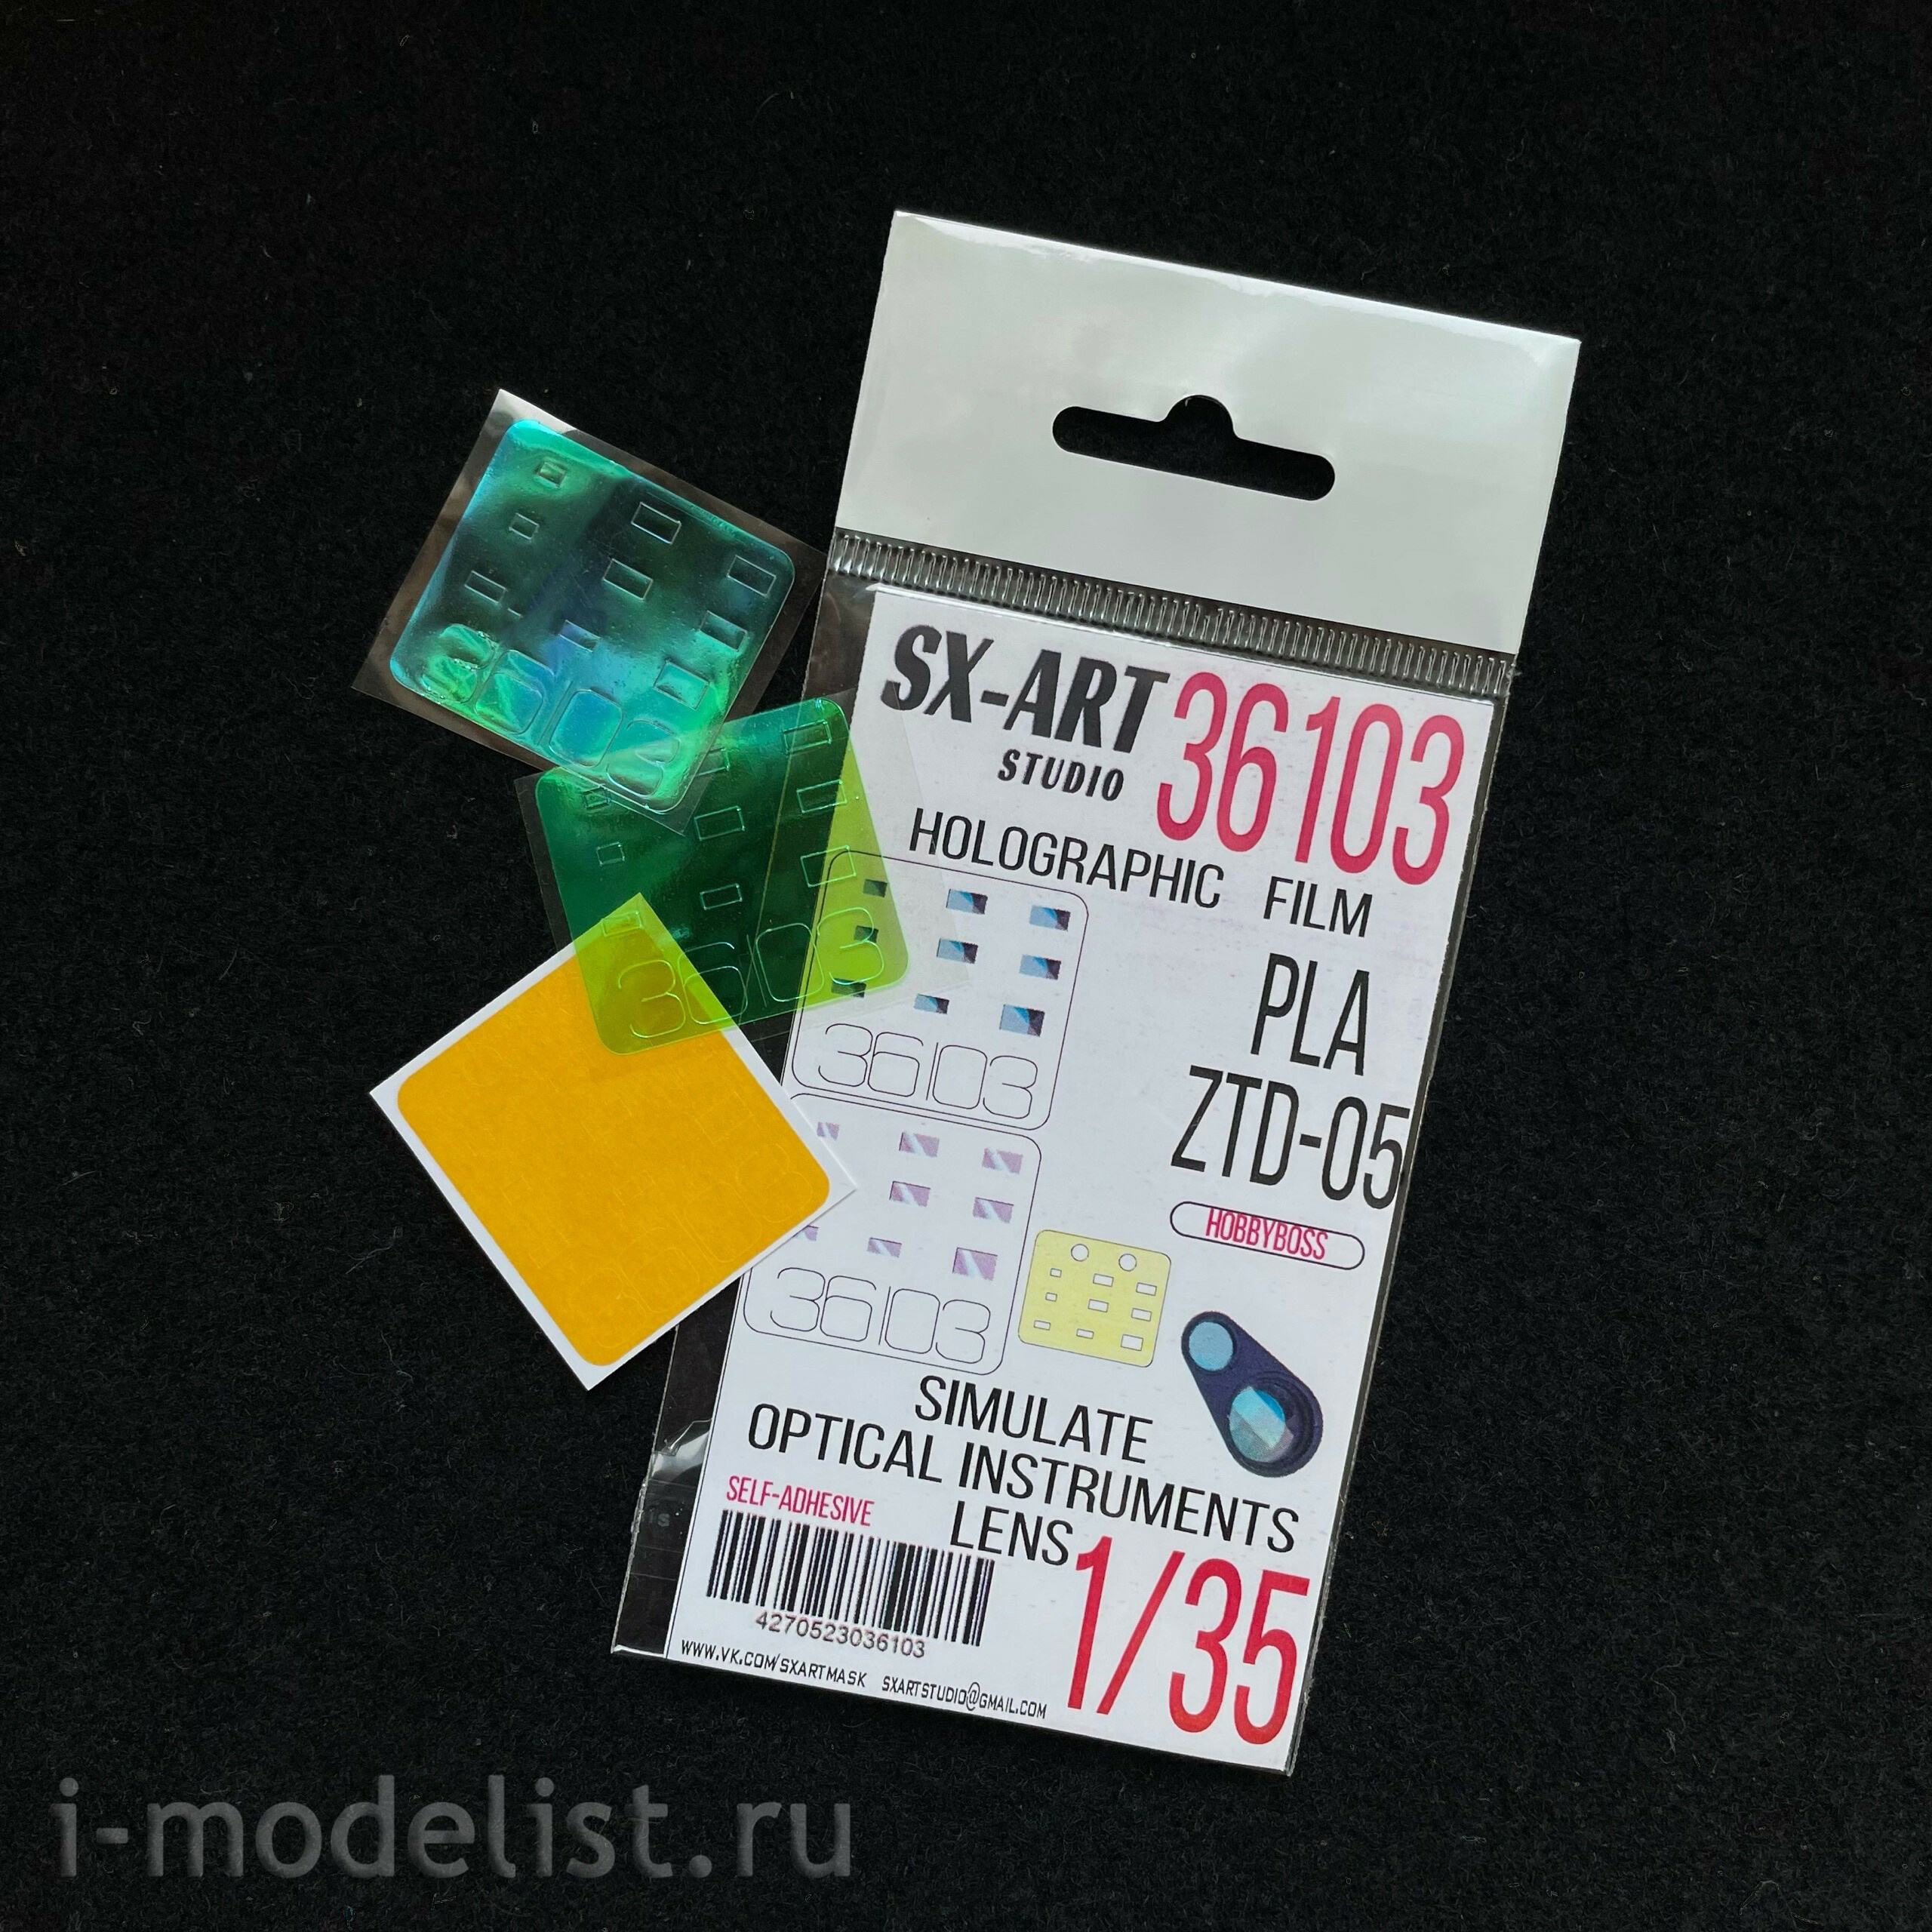 SX-ART 36103
STUDIO
HOLOGRAPHIC FILM
PLA
ZTD-05
HOBBYBOSS
36103
36103
36103
36103
SIMULATE
OPTICAL INSTRUMENTS
LENS
SELF-ADHESIVE
1/35
4270523036103
WWW.VK.COM/SXARTMASK SXARTSTUDIO@GMAIL.COM
i-modelist.ru